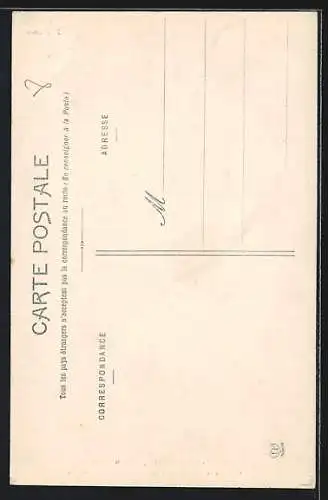 CARTE POSTALE
Tous les pays étrangers n'acceptent pas la correspondance au recto (Se renseigner à la Poste)
CORRESPONDANCE
ADRESSE
M